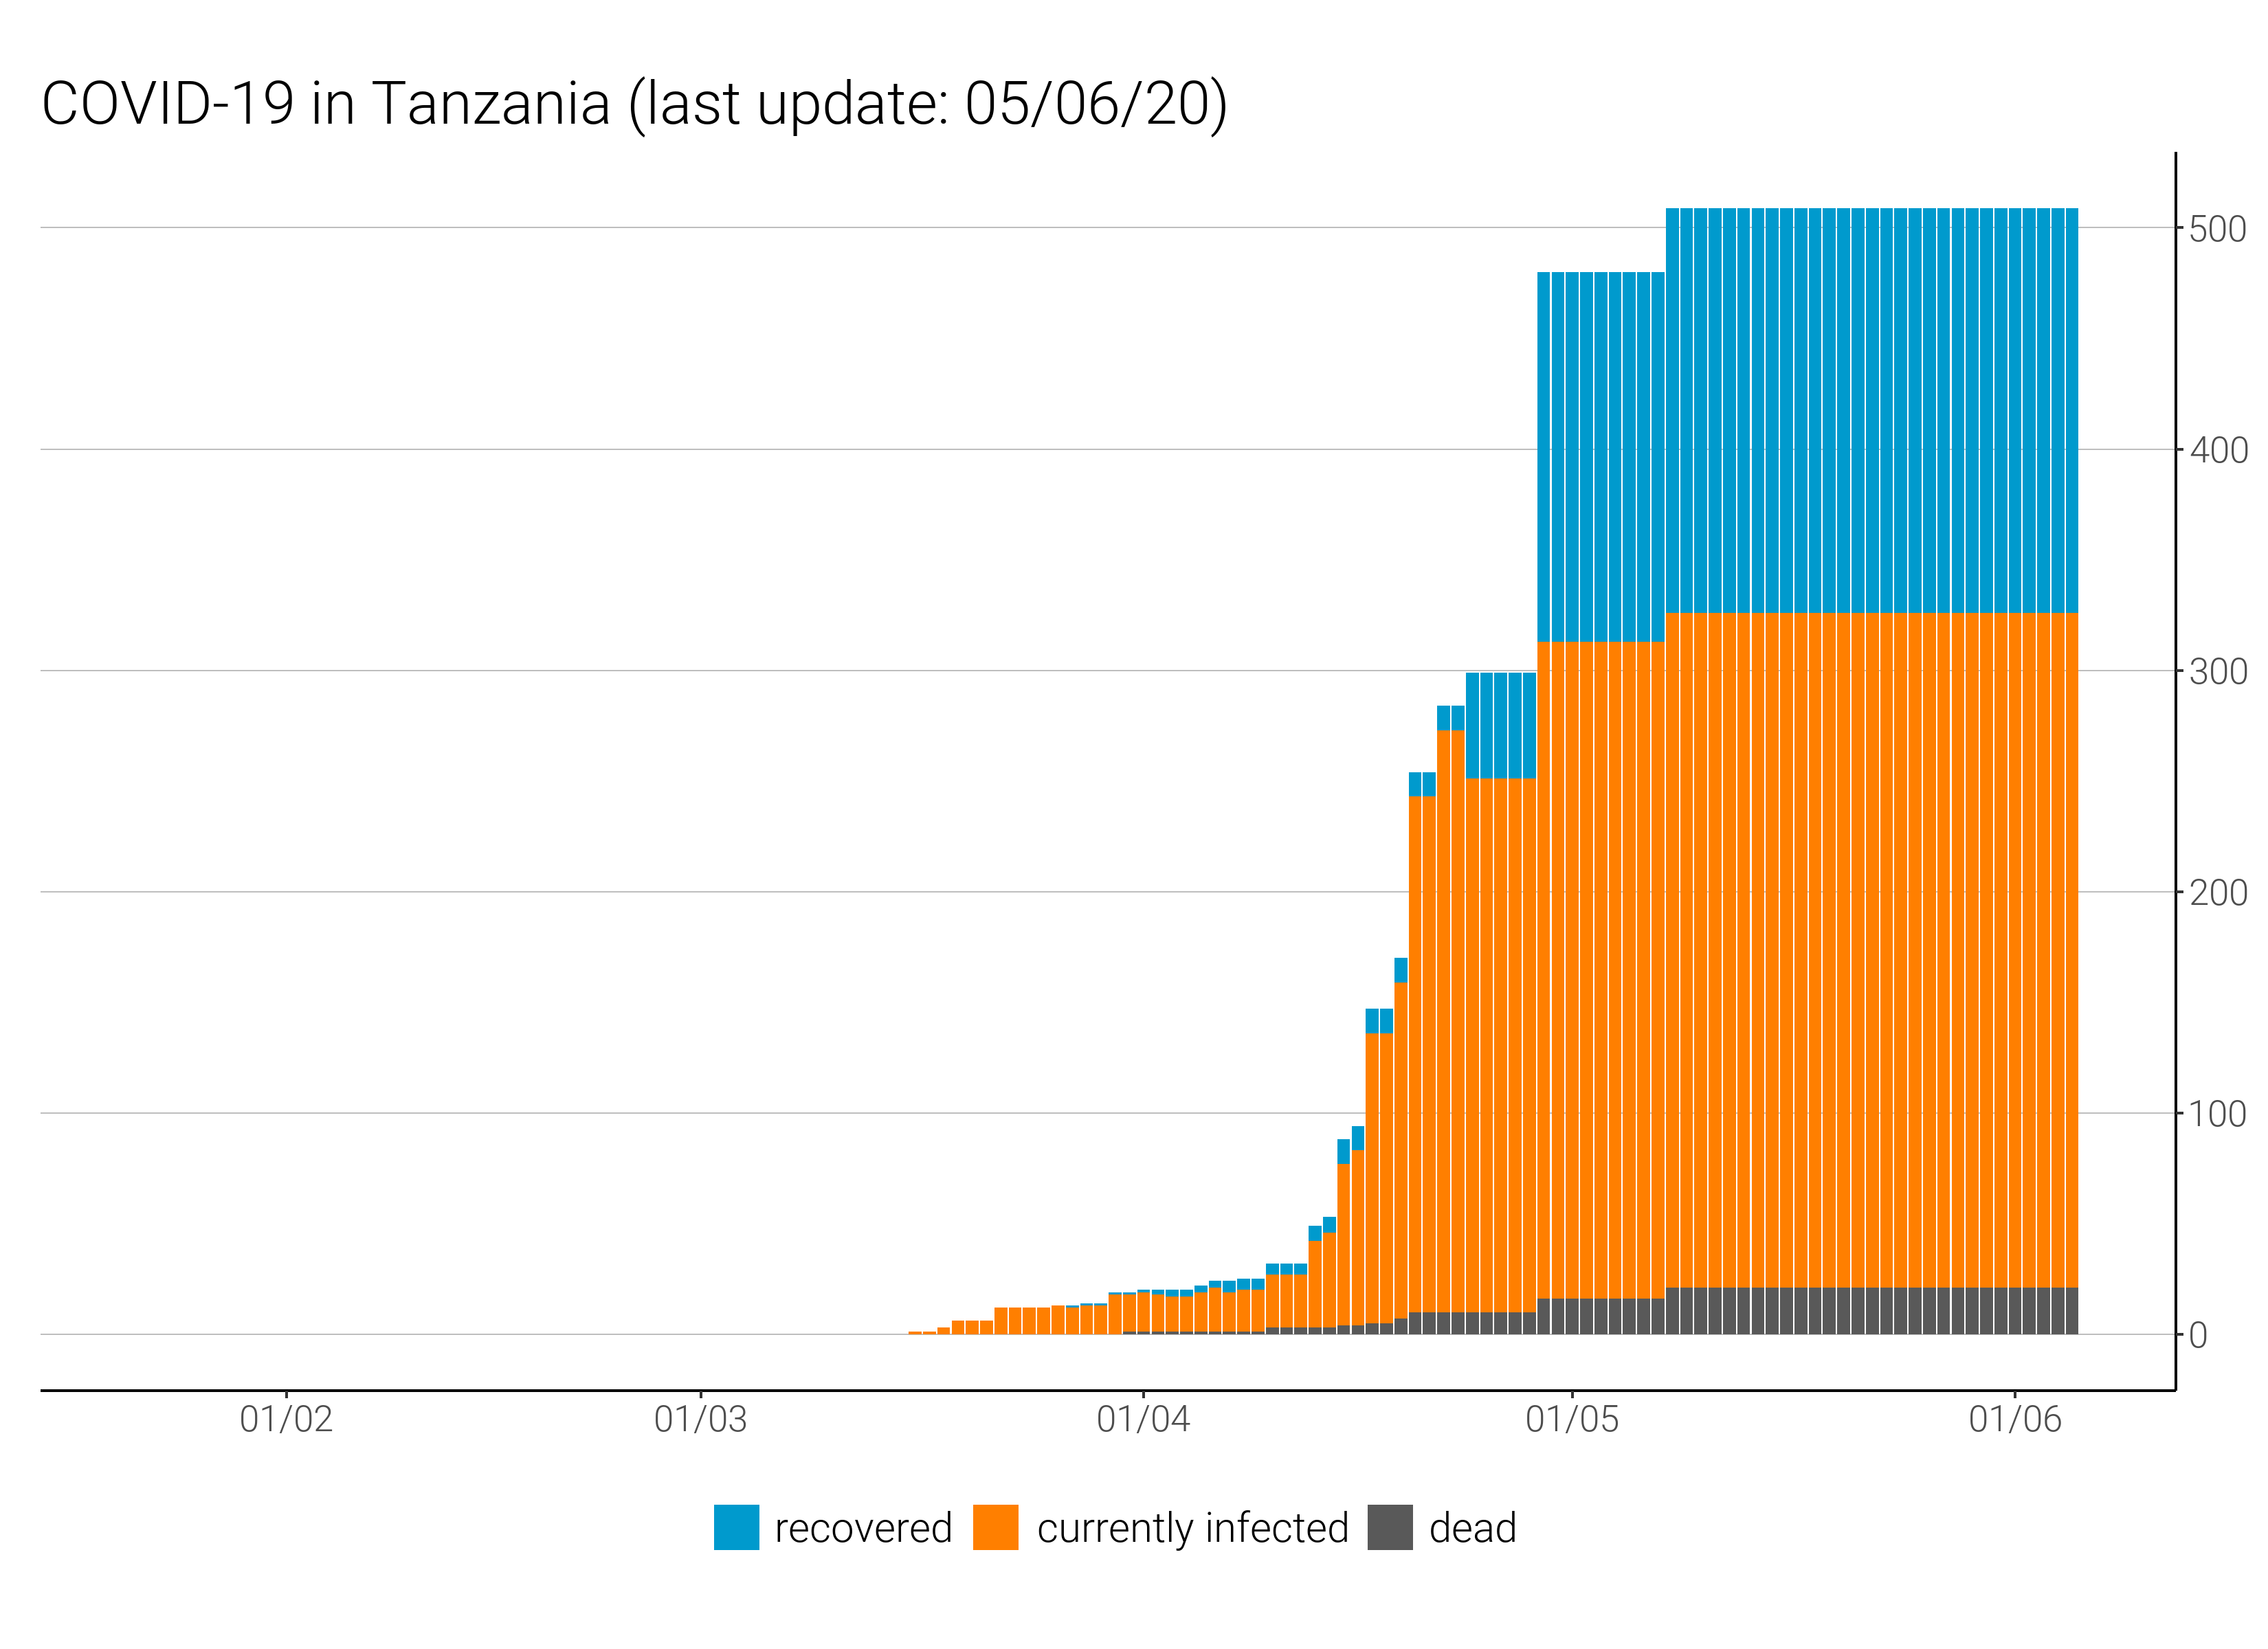 COVID-19 in Tanzania (last update: 05/06/20)
500
400
300
200
100
0
01/02 01/03 01/04 01/05 01/06
recovered currently infected dead